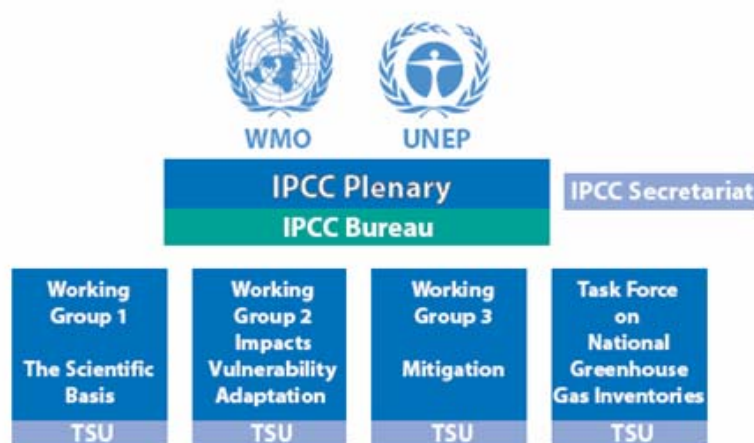 WMO
UNEP
IPCC Plenary
IPCC Secretariat
IPCC Bureau
Working
Group 1
The Scientific
Basis
TSU
Working
Group 2
Impacts
Vulnerability
Adaptation
TSU
Working
Group 3
Mitigation
TSU
Task Force
on
National
Greenhouse
Gas Inventories
TSU